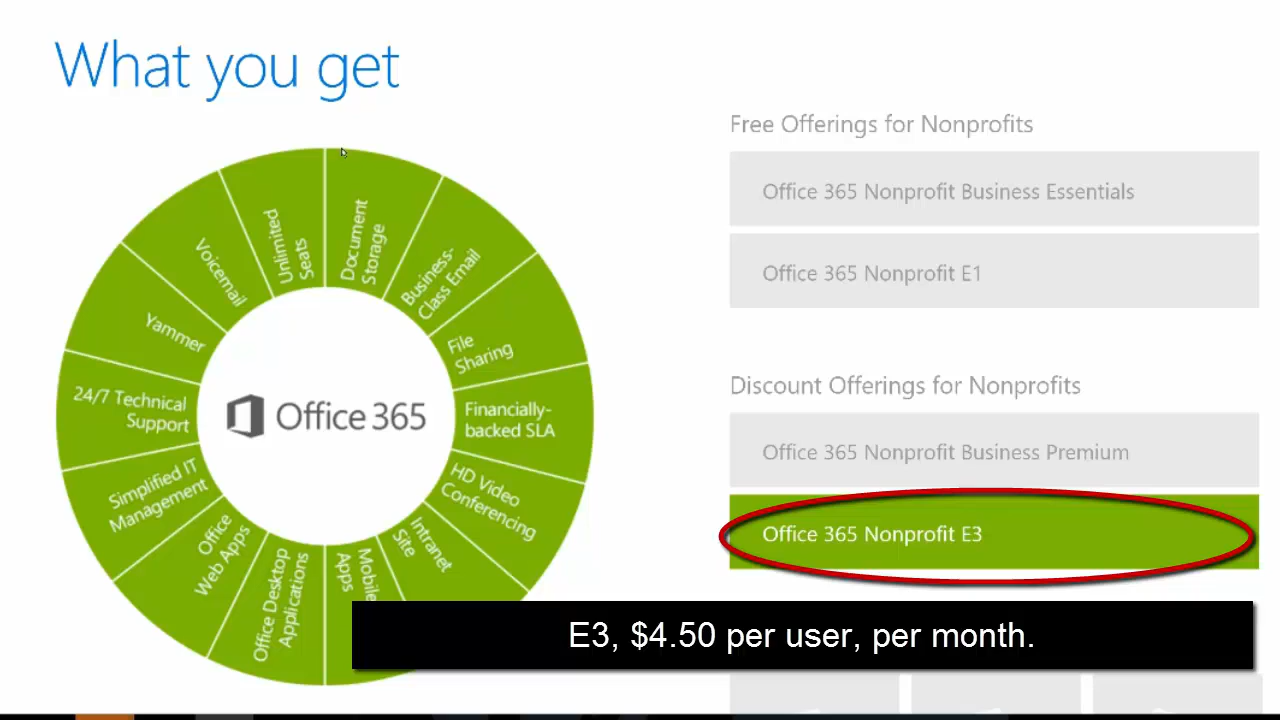 What you get
Free Offerings for Nonprofits
Office 365 Nonprofit Business Essentials
Office 365 Nonprofit E1
Discount Offerings for Nonprofits
Office 365 Nonprofit Business Premium
Office 365 Nonprofit E3
Office 365
Document
Storage
Business-
Class Email
File
Sharing
Financially-
backed SLA
HD Video
Conferencing
Intranet
Site
Mobile
Apps
Office Desktop
Applications
Office
Web Apps
Simplified IT
Management
24/7 Technical
Support
Yammer
Voicemail
Unlimited
Seats
E3, $4.50 per user, per month.